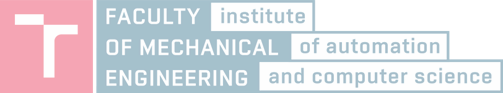 FACULTY institute
OF MECHANICAL of automation
ENGINEERING and computer science